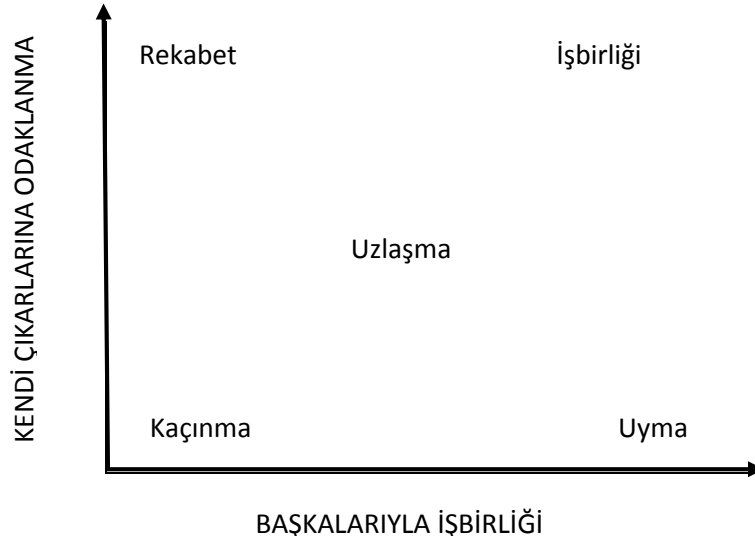 KENDİ ÇIKARLARINA ODAKLANMA
Rekabet
İşbirliği
Uzlaşma
Kaçınma
Uyma
BAŞKALARIYLA İŞBİRLİĞİ